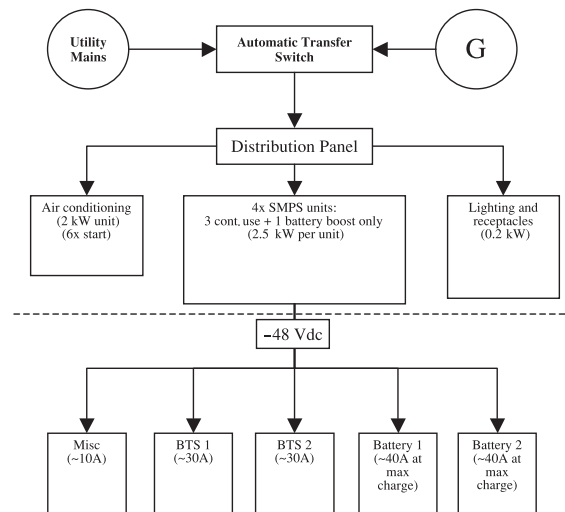 Utility
Mains
Automatic Transfer
Switch
G
Distribution Panel
Air conditioning
(2 kW unit)
(6x start)
4x SMPS units:
3 cont, use + 1 battery boost only
(2.5 kW per unit)
Lighting and
receptacles
(0.2 kW)
−48 Vdc
Misc
(~10A)
BTS 1
(~30A)
BTS 2
(~30A)
Battery 1
(~40A at
max
charge)
Battery 2
(~40A at
max
charge)